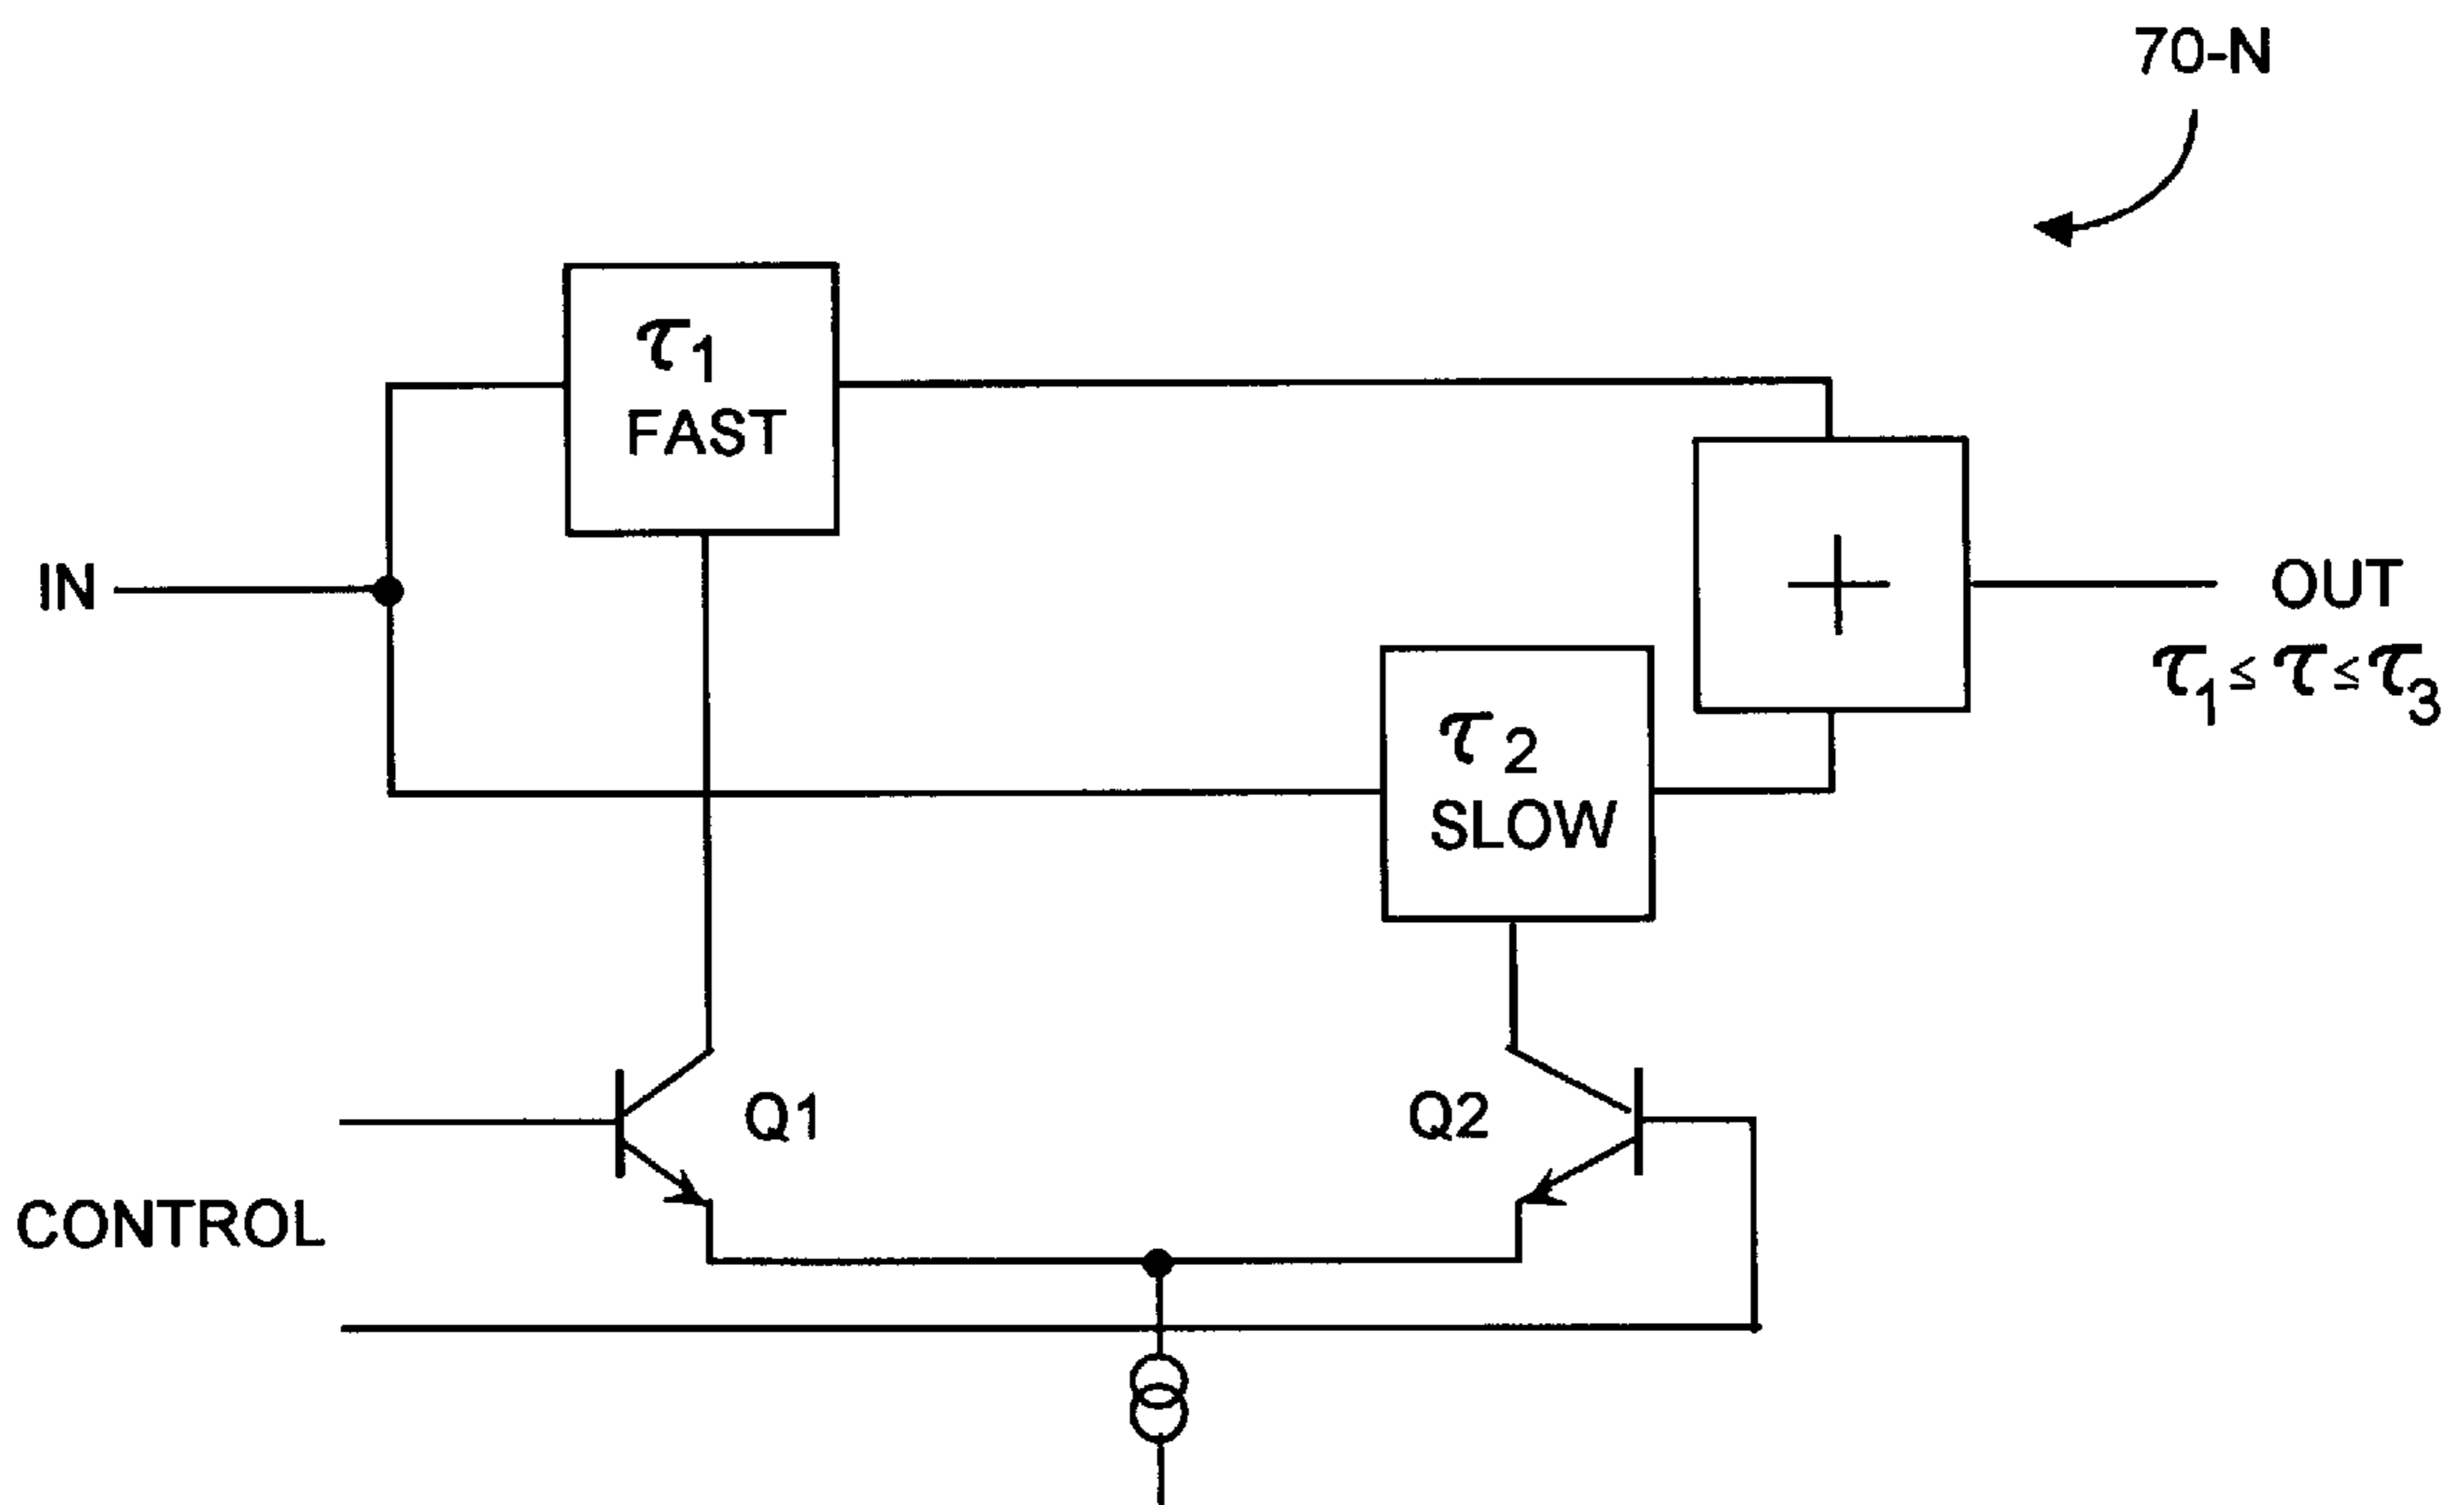 70-N
τ1
FAST
IN
+
OUT
τ1 ≤ τ ≤ τ3
τ2
SLOW
Q1
Q2
CONTROL